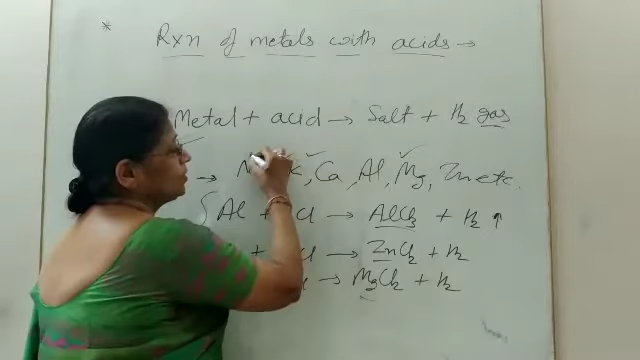 * Rxn of metals with acids →
Metal + acid → Salt + H2 gas
→ K, Ca, Al, Mg, Zn etc.
Al + Cl → AlCl3 + H2 ↑
+ Cl → ZnCl2 + H2
→ MgCl2 + H2